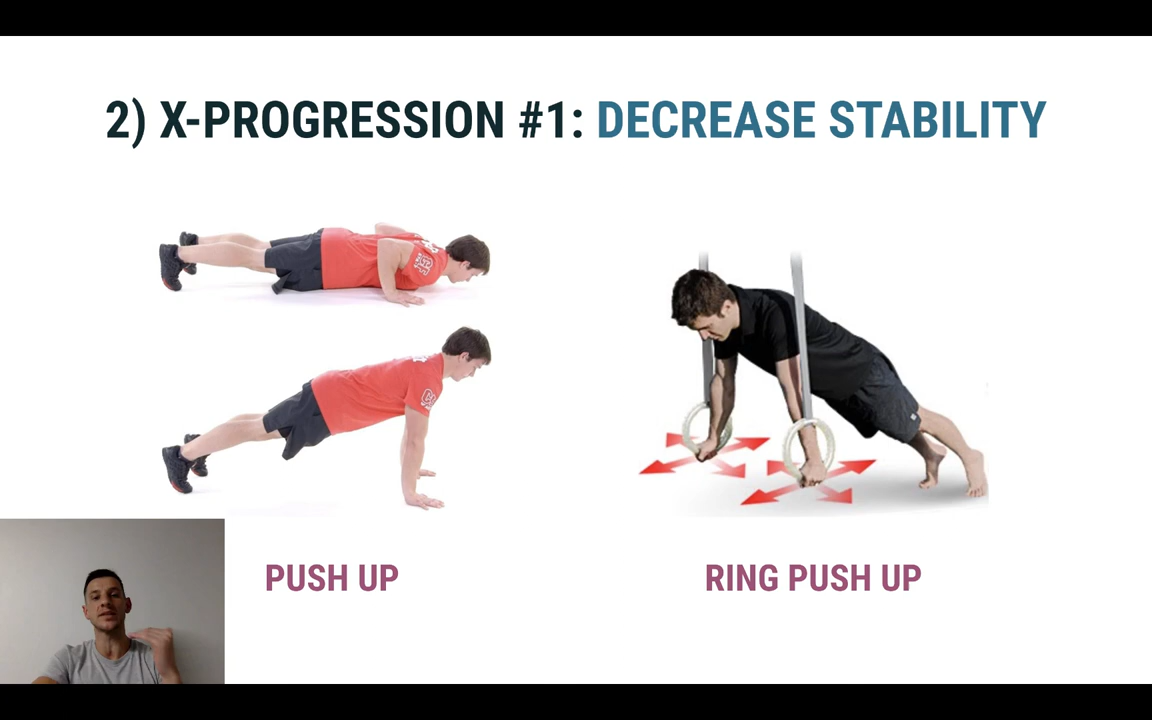 2) X-PROGRESSION #1: DECREASE STABILITY
PUSH UP
RING PUSH UP